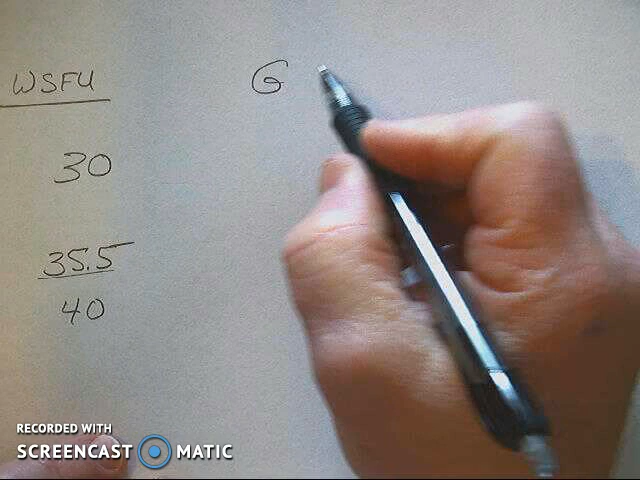 WSFU G
30
35.5
40
RECORDED WITH
SCREENCAST MATIC